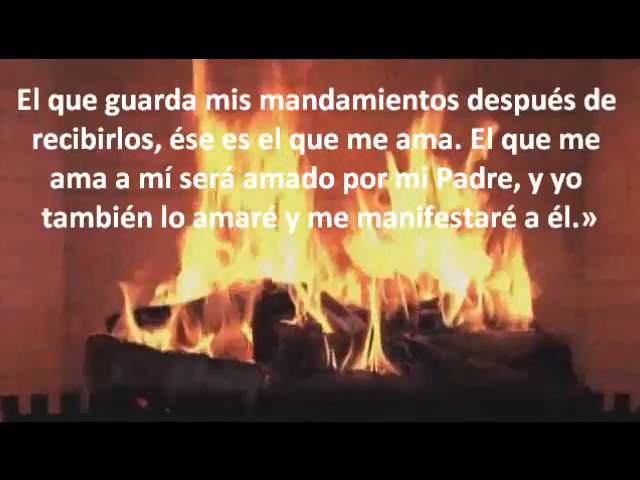 El que guarda mis mandamientos después de
recibirlos, ése es el que me ama. El que me
ama a mí será amado por mi Padre, y yo
también lo amaré y me manifestaré a él.»